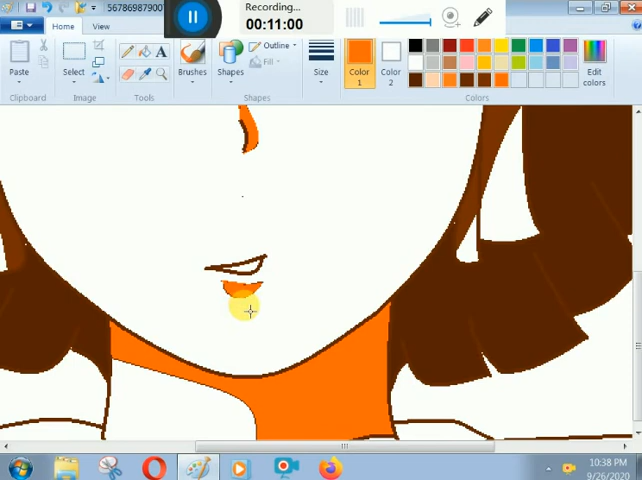 Recording...
00:11:00
56786987900
Home
View
Paste
Select
Brushes
Shapes
Outline
Fill
Size
Color
1
Color
2
Edit
colors
Clipboard
Image
Tools
Shapes
Colors
10:38 PM
9/26/2020